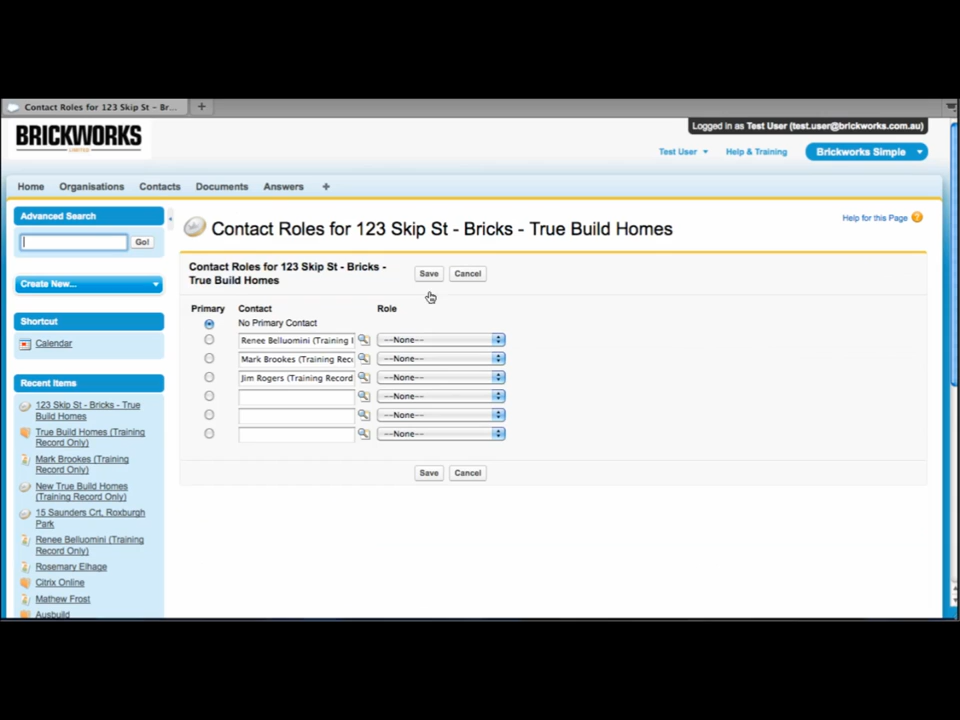 Contact Roles for 123 Skip St – Br...
BRICKWORKS
LIMITED
Logged in as Test User (test.user@brickworks.com.au)
Test User
Help & Training
Brickworks Simple
Home
Organisations
Contacts
Documents
Answers
+
Advanced Search
Go!
Create New...
Shortcut
Calendar
Recent Items
123 Skip St - Bricks - True
Build Homes
True Build Homes (Training
Record Only)
Mark Brookes (Training
Record Only)
New True Build Homes
(Training Record Only)
15 Saunders Crt, Roxburgh
Park
Renee Belluomini (Training
Record Only)
Rosemary Elhage
Citrix Online
Mathew Frost
Ausbuild
Contact Roles for 123 Skip St - Bricks - True Build Homes
Help for this Page
Contact Roles for 123 Skip St - Bricks -
True Build Homes
Save
Cancel
Primary
Contact
Role
No Primary Contact
Renee Belluomini (Training
--None--
Mark Brookes (Training Rec
--None--
Jim Rogers (Training Record
--None--
--None--
--None--
--None--
Save
Cancel